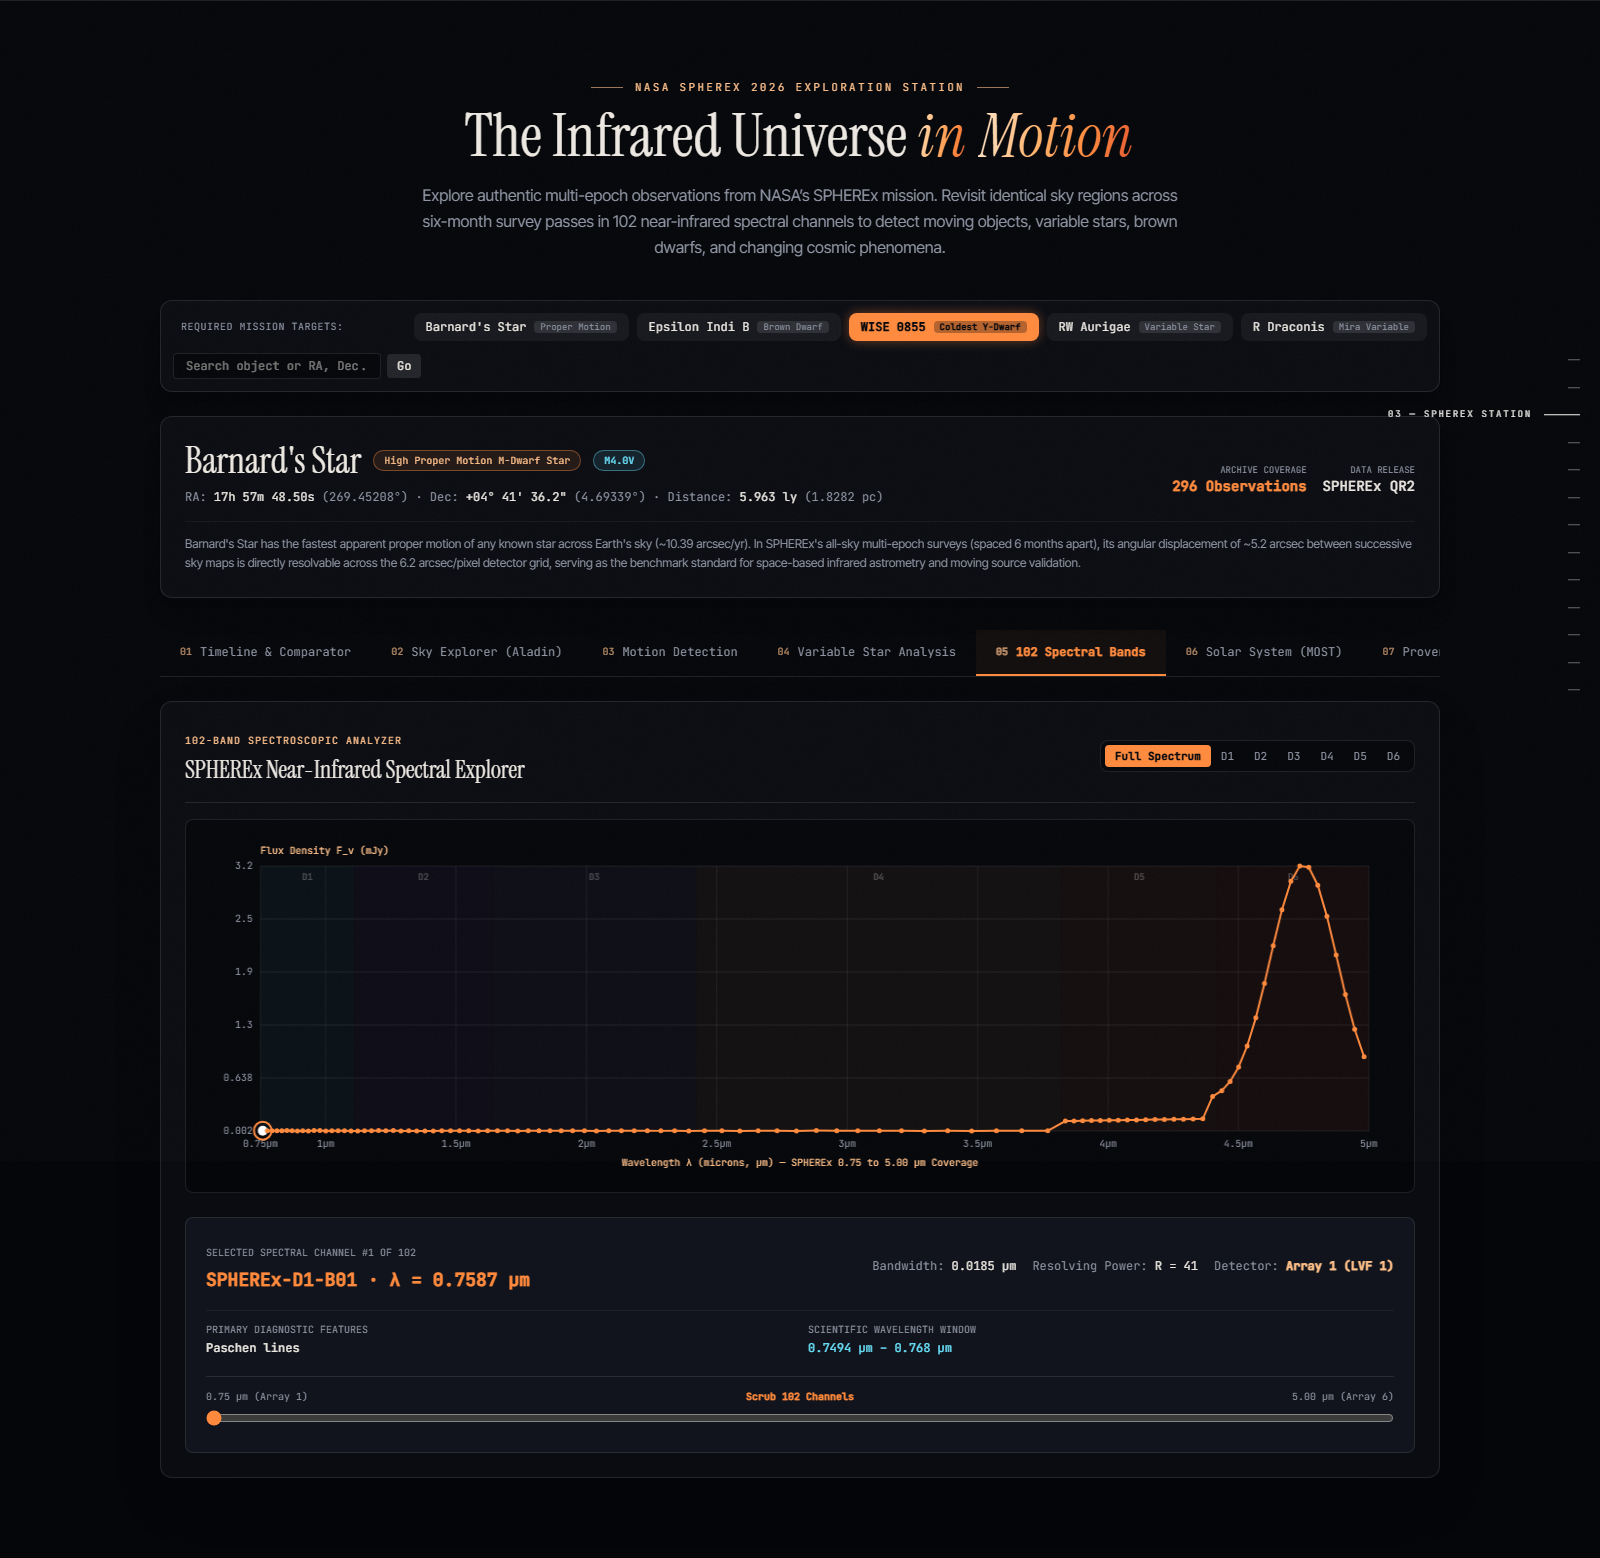 NASA SPHEREX 2026 EXPLORATION STATION
The Infrared Universe in Motion
Explore authentic multi-epoch observations from NASA's SPHEREx mission. Revisit identical sky regions across
six-month survey passes in 102 near-infrared spectral channels to detect moving objects, variable stars, brown
dwarfs, and changing cosmic phenomena.
REQUIRED MISSION TARGETS: Barnard's Star Proper Motion Epsilon Indi B Brown Dwarf WISE 0855 Coldest Y-Dwarf RW Aurigae Variable Star R Draconis Mira Variable
Search object or RA, Dec. Go
03 — SPHEREX STATION
Barnard's Star High Proper Motion M-Dwarf Star M4.0V
ARCHIVE COVERAGE DATA RELEASE
296 Observations SPHEREx QR2
RA: 17h 57m 48.50s (269.45208°) · Dec: +04° 41' 36.2" (4.69339°) · Distance: 5.963 ly (1.8282 pc)
Barnard's Star has the fastest apparent proper motion of any known star across Earth's sky (~10.39 arcsec/yr). In SPHEREx's all-sky multi-epoch surveys (spaced 6 months apart), its angular displacement of ~5.2 arcsec between successive
sky maps is directly resolvable across the 6.2 arcsec/pixel detector grid, serving as the benchmark standard for space-based infrared astrometry and moving source validation.
01 Timeline & Comparator 02 Sky Explorer (Aladin) 03 Motion Detection 04 Variable Star Analysis 05 102 Spectral Bands 06 Solar System (MOST) 07 Prove
102-BAND SPECTROSCOPIC ANALYZER
SPHEREx Near-Infrared Spectral Explorer
Full Spectrum D1 D2 D3 D4 D5 D6
Flux Density F_ν (mJy)
3.2
D1 D2 D3 D4 D5 D6
2.5
1.9
1.3
0.638
0.002
0.75µm 1µm 1.5µm 2µm 2.5µm 3µm 3.5µm 4µm 4.5µm 5µm
Wavelength λ (microns, µm) — SPHEREx 0.75 to 5.00 µm Coverage
SELECTED SPECTRAL CHANNEL #1 OF 102
SPHEREx-D1-B01 · λ = 0.7587 µm
Bandwidth: 0.0185 µm Resolving Power: R = 41 Detector: Array 1 (LVF 1)
PRIMARY DIAGNOSTIC FEATURES SCIENTIFIC WAVELENGTH WINDOW
Paschen lines 0.7494 µm – 0.768 µm
0.75 µm (Array 1) Scrub 102 Channels 5.00 µm (Array 6)